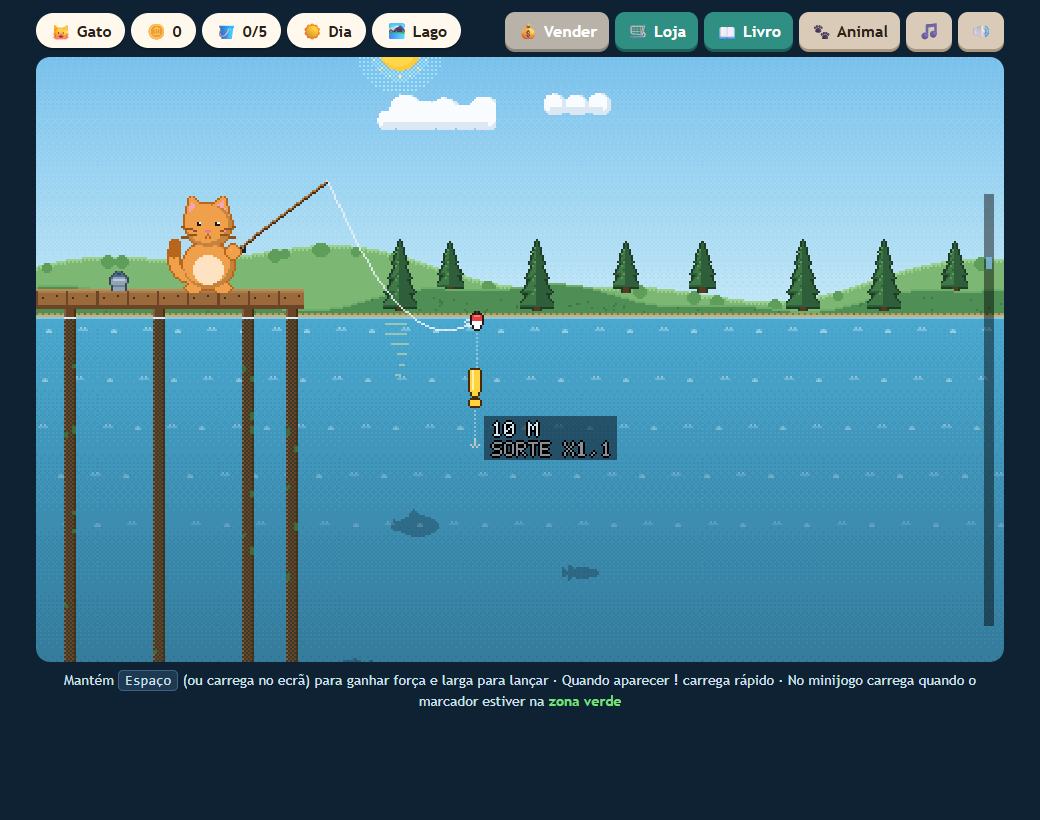 Gato 0 0/5 Dia Lago Vender Loja Livro Animal
10 M
SORTE X1.1
Mantém Espaço (ou carrega no ecrã) para ganhar força e larga para lançar · Quando aparecer ! carrega rápido · No minijogo carrega quando o
marcador estiver na zona verde